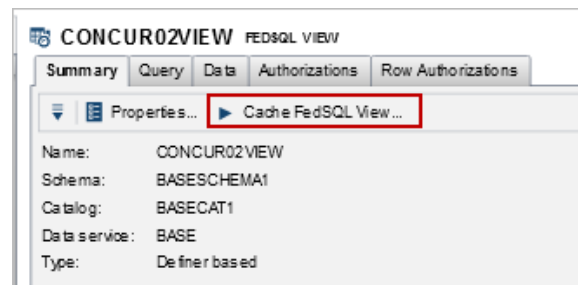 CONCUR02VIEW FEDSQL VIEW
Summary Query Data Authorizations Row Authorizations
Properties... Cache FedSQL View...
Name: CONCUR02VIEW
Schema: BASESCHEMA1
Catalog: BASECAT1
Data service: BASE
Type: Definer based